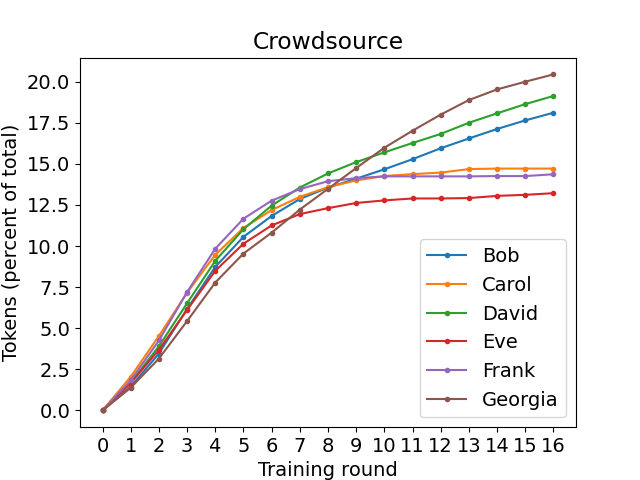 Crowdsource
Tokens (percent of total)
20.0
17.5
15.0
12.5
10.0
7.5
5.0
2.5
0.0
Bob
Carol
David
Eve
Frank
Georgia
0 1 2 3 4 5 6 7 8 9 10 11 12 13 14 15 16
Training round